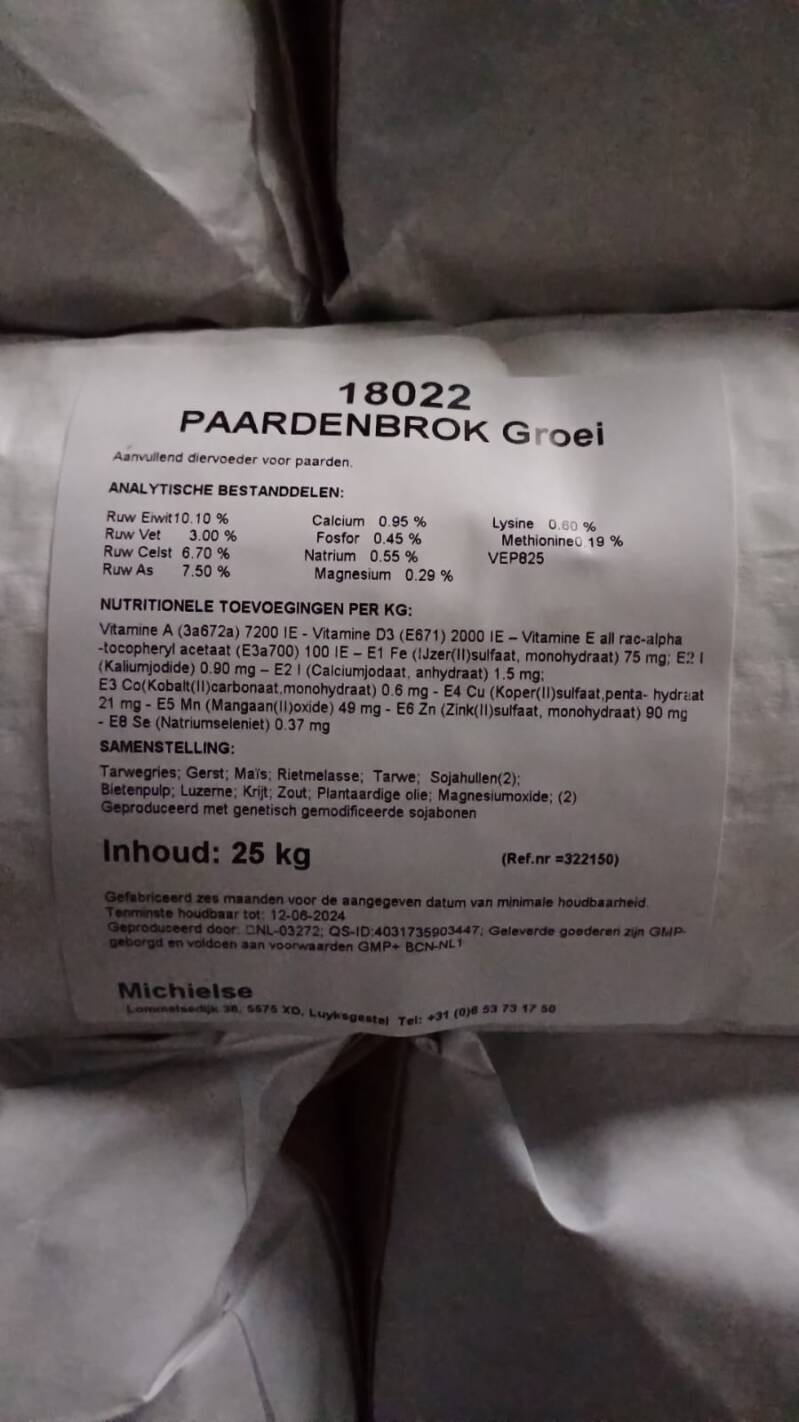 18022
PAARDENBROK Groei
Aanvullend diervoeder voor paarden.
ANALYTISCHE BESTANDDELEN:
Ruw Eiwit10.10 % Calcium 0.95 % Lysine 0.60 %
Ruw Vet 3.00 % Fosfor 0.45 % Methionine0.19 %
Ruw Celst 6.70 % Natrium 0.55 % VEP825
Ruw As 7.50 % Magnesium 0.29 %
NUTRITIONELE TOEVOEGINGEN PER KG:
Vitamine A (3a672a) 7200 IE - Vitamine D3 (E671) 2000 IE – Vitamine E all rac-alpha
-tocopheryl acetaat (E3a700) 100 IE – E1 Fe (IJzer(II)sulfaat, monohydraat) 75 mg; E2 I
(Kaliumjodide) 0.90 mg – E2 I (Calciumjodaat, anhydraat) 1.5 mg;
E3 Co(Kobalt(II)carbonaat,monohydraat) 0.6 mg - E4 Cu (Koper(II)sulfaat,penta- hydraat
21 mg - E5 Mn (Mangaan(II)oxide) 49 mg - E6 Zn (Zink(II)sulfaat, monohydraat) 90 mg
- E8 Se (Natriumseleniet) 0.37 mg
SAMENSTELLING:
Tarwegries; Gerst; Maïs; Rietmelasse; Tarwe; Sojahullen(2);
Bietenpulp; Luzerne; Krijt; Zout; Plantaardige olie; Magnesiumoxide; (2)
Geproduceerd met genetisch gemodificeerde sojabonen
Inhoud: 25 kg (Ref.nr =322150)
Gefabriceerd zes maanden voor de aangegeven datum van minimale houdbaarheid.
Tenminste houdbaar tot: 12-06-2024
Geproduceerd door: □NL-03272; QS-ID:4031735903447; Geleverde goederen zijn GMP-
geborgd en voldoen aan voorwaarden GMP+ BCN-NL1
Michielse
Lommelsedijk 38, 5575 XD, Luyksgestel Tel: +31 (0)6 53 73 17 50